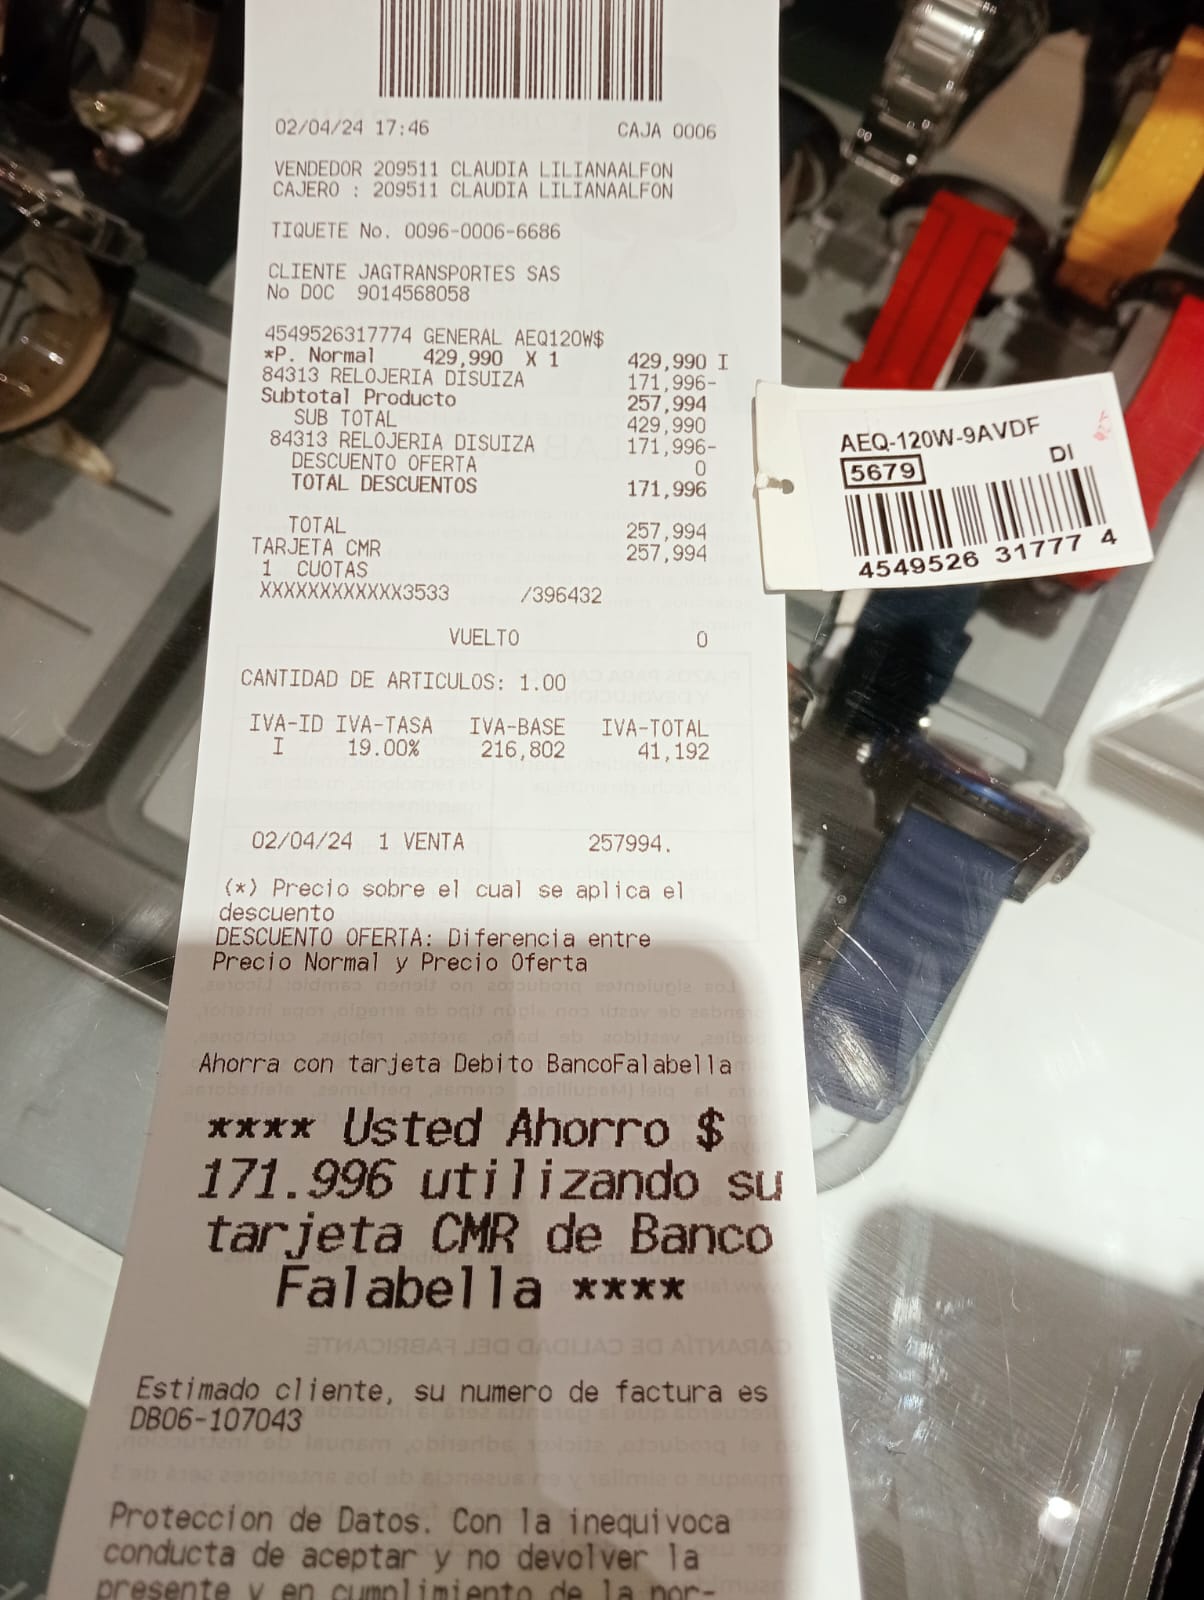 02/04/24 17:46 CAJA 0006
VENDEDOR 209511 CLAUDIA LILIANAALFON
CAJERO : 209511 CLAUDIA LILIANAALFON
TIQUETE No. 0096-0006-6686
CLIENTE JAGTRANSPORTES SAS
No DOC 9014568058
4549526317774 GENERAL AEQ120W$
*P. Normal 429,990 X 1 429,990 I
84313 RELOJERIA DISUIZA 171,996-
Subtotal Producto 257,994
SUB TOTAL 429,990
84313 RELOJERIA DISUIZA 171,996-
DESCUENTO OFERTA 0
TOTAL DESCUENTOS 171,996
TOTAL 257,994
TARJETA CMR 257,994
1 CUOTAS
XXXXXXXXXXXX3533 /396432
VUELTO 0
CANTIDAD DE ARTICULOS: 1.00
IVA-ID IVA-TASA IVA-BASE IVA-TOTAL
I 19.00% 216,802 41,192
02/04/24 1 VENTA 257994.
(*) Precio sobre el cual se aplica el
descuento
DESCUENTO OFERTA: Diferencia entre
Precio Normal y Precio Oferta
Ahorra con tarjeta Debito BancoFalabella
**** Usted Ahorro $
171.996 utilizando su
tarjeta CMR de Banco
Falabella ****
Estimado cliente, su numero de factura es
DB06-107043
Proteccion de Datos. Con la inequivoca
conducta de aceptar y no devolver la
presente y en cumplimiento de la nor-
AEQ-120W-9AVDF
5679 DI
4549526 31777 4